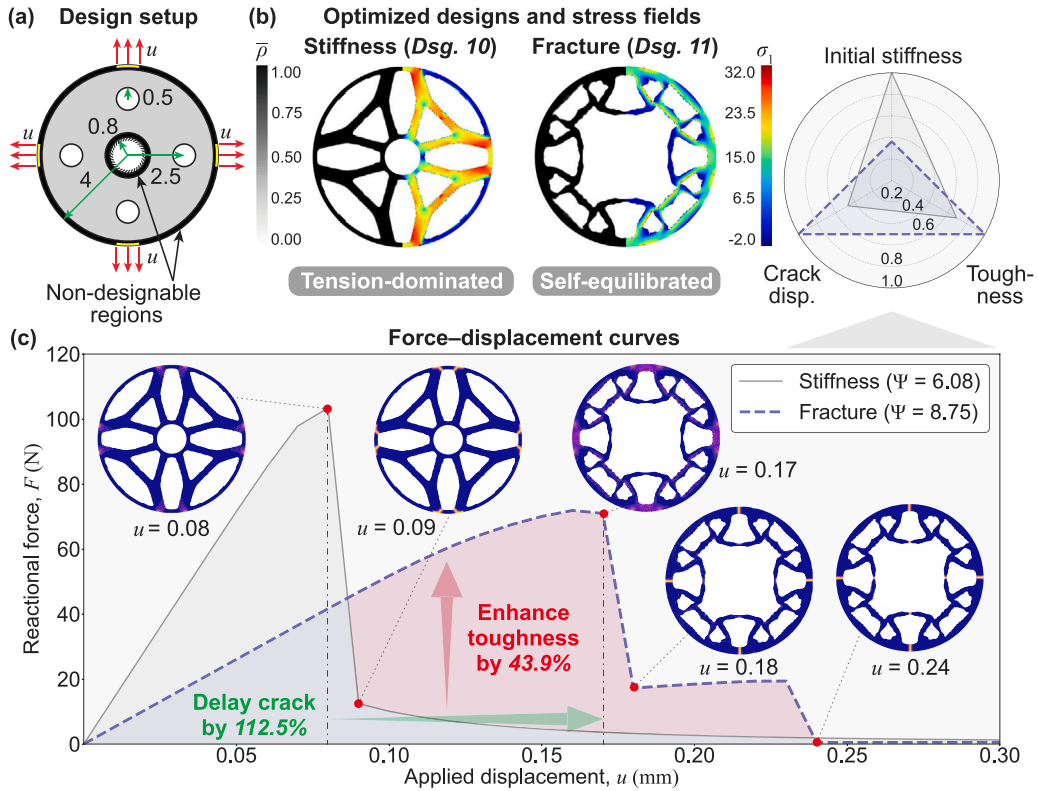 (a) Design setup
u
u
u
u
0.5
0.8
2.5
4
Non-designable
regions
(b) Optimized designs and stress fields
Stiffness (Dsg. 10)
Fracture (Dsg. 11)
ρ̅
1.00
0.75
0.50
0.25
0.00
σ₁
32.0
23.5
15.0
6.5
-2.0
Tension-dominated
Self-equilibrated
Initial stiffness
0.2
0.4
0.6
0.8
1.0
Crack
disp.
Tough-
ness
(c) Force–displacement curves
Stiffness (Ψ = 6.08)
Fracture (Ψ = 8.75)
Reactional force, F (N)
120
100
80
60
40
20
0
0.05
0.10
0.15
0.20
0.25
0.30
Applied displacement, u (mm)
u = 0.08
u = 0.09
u = 0.17
u = 0.18
u = 0.24
Enhance
toughness
by 43.9%
Delay crack
by 112.5%